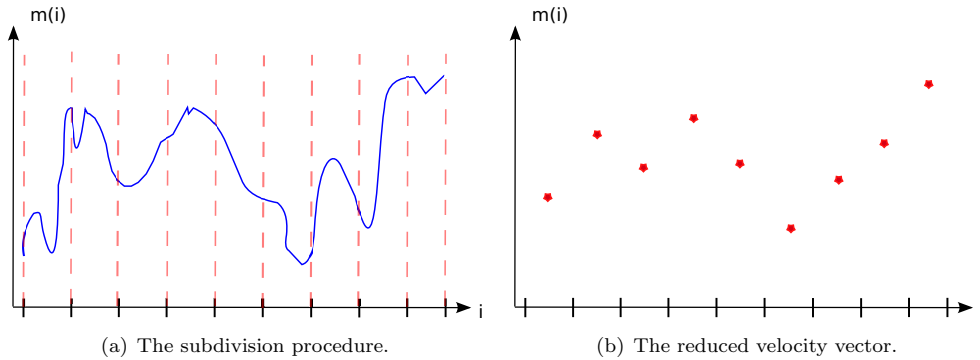 m(i)
m(i)
i
(a) The subdivision procedure.
(b) The reduced velocity vector.